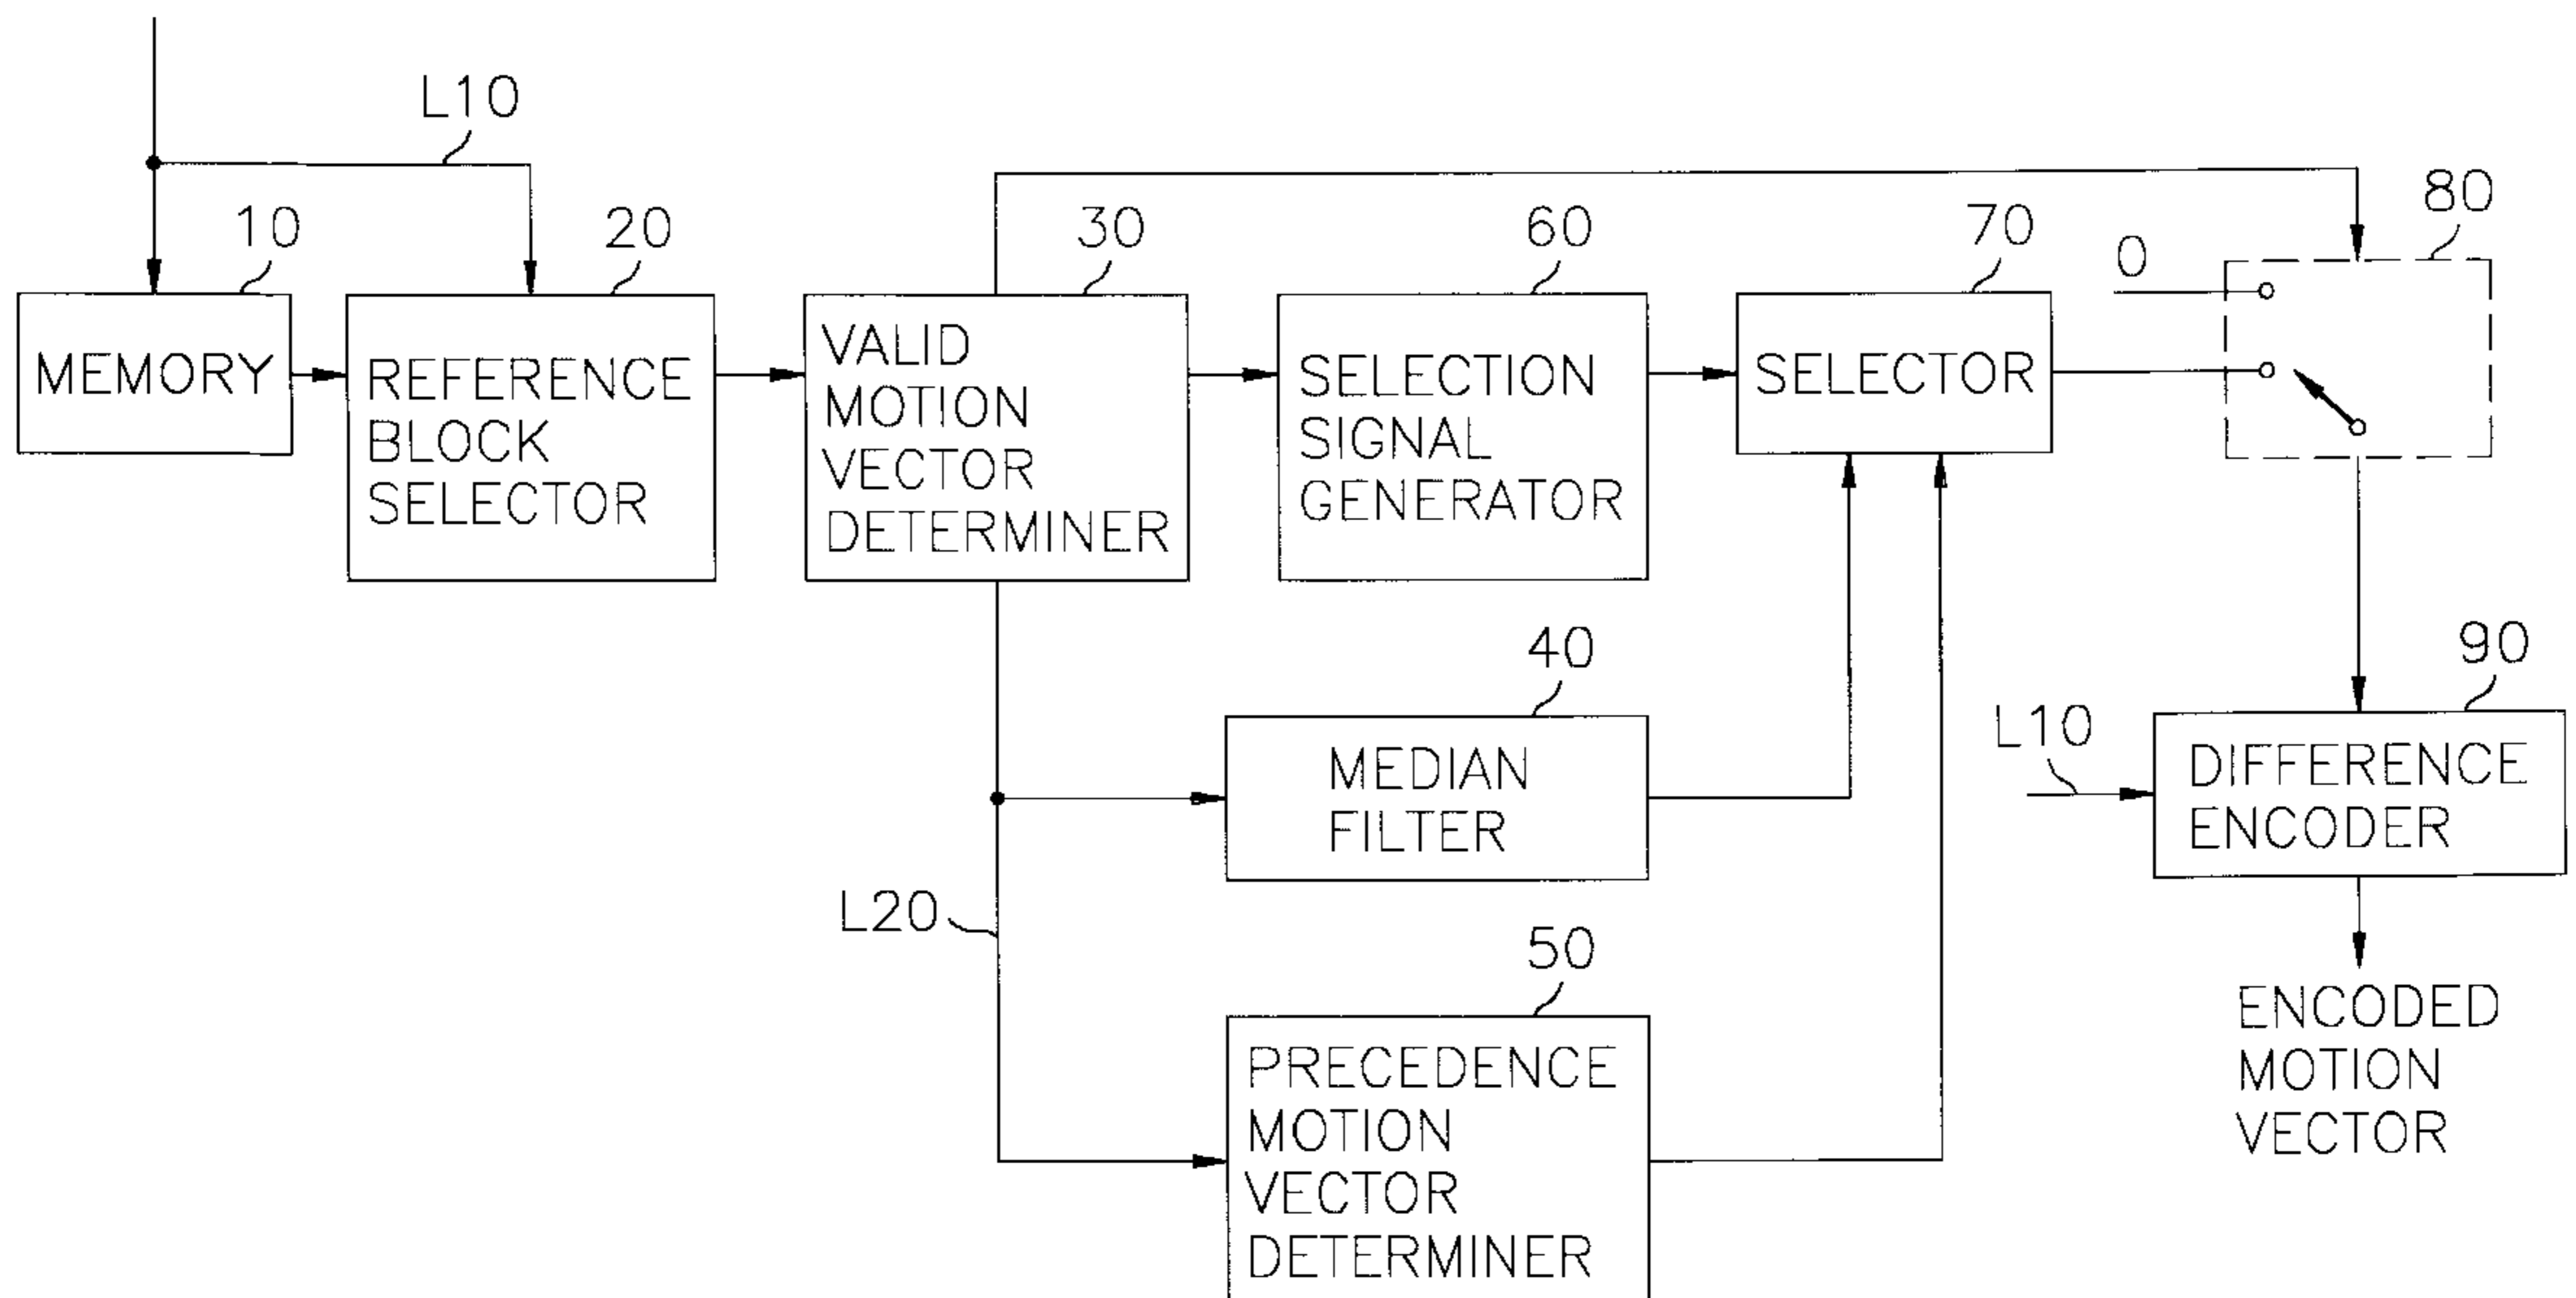 L10
10
20
30
60
70
0
80
MEMORY
REFERENCE
BLOCK
SELECTOR
VALID
MOTION
VECTOR
DETERMINER
SELECTION
SIGNAL
GENERATOR
SELECTOR
40
MEDIAN
FILTER
L10
90
DIFFERENCE
ENCODER
L20
50
PRECEDENCE
MOTION
VECTOR
DETERMINER
ENCODED
MOTION
VECTOR